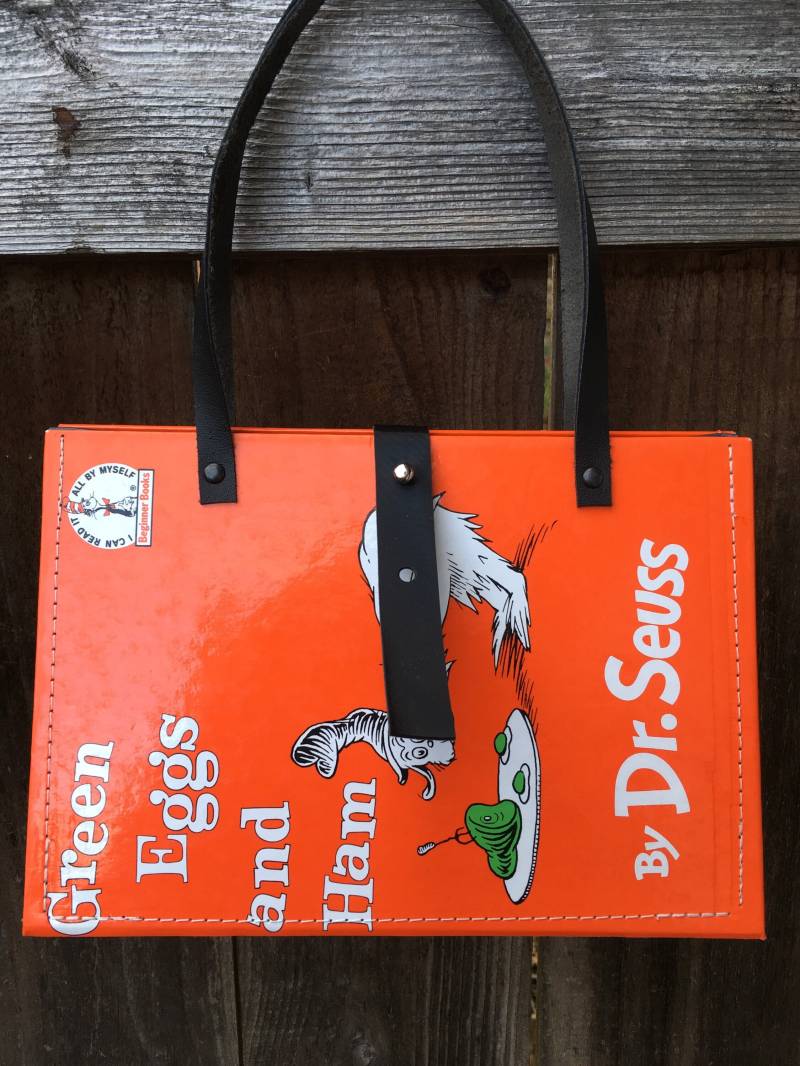 I CAN READ IT ALL BY MYSELF
®
Beginner Books
Green
Eggs
and
Ham
By Dr. Seuss